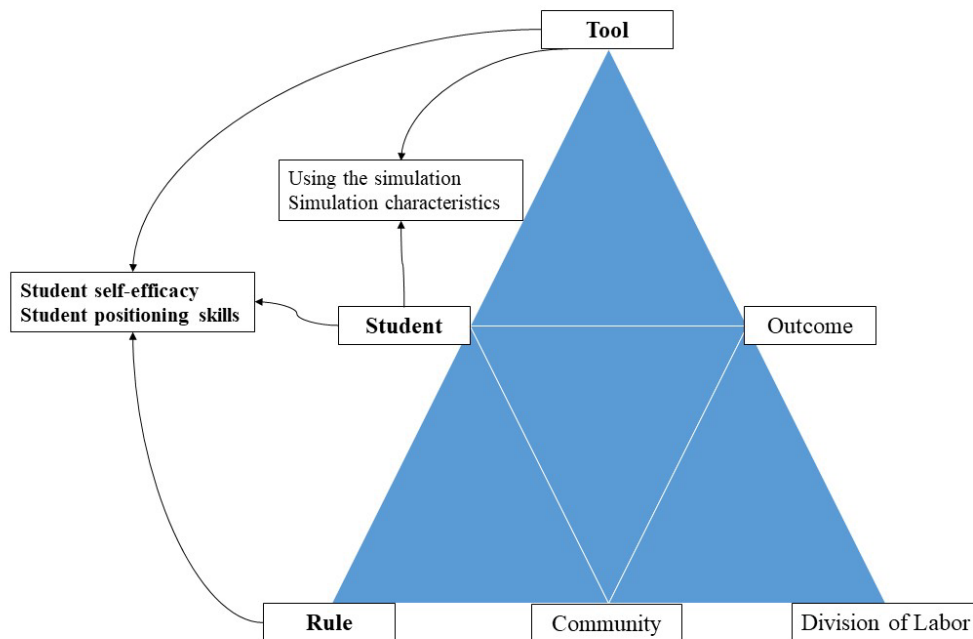 Tool
Using the simulation
Simulation characteristics
Student self-efficacy
Student positioning skills
Student
Outcome
Rule
Community
Division of Labor